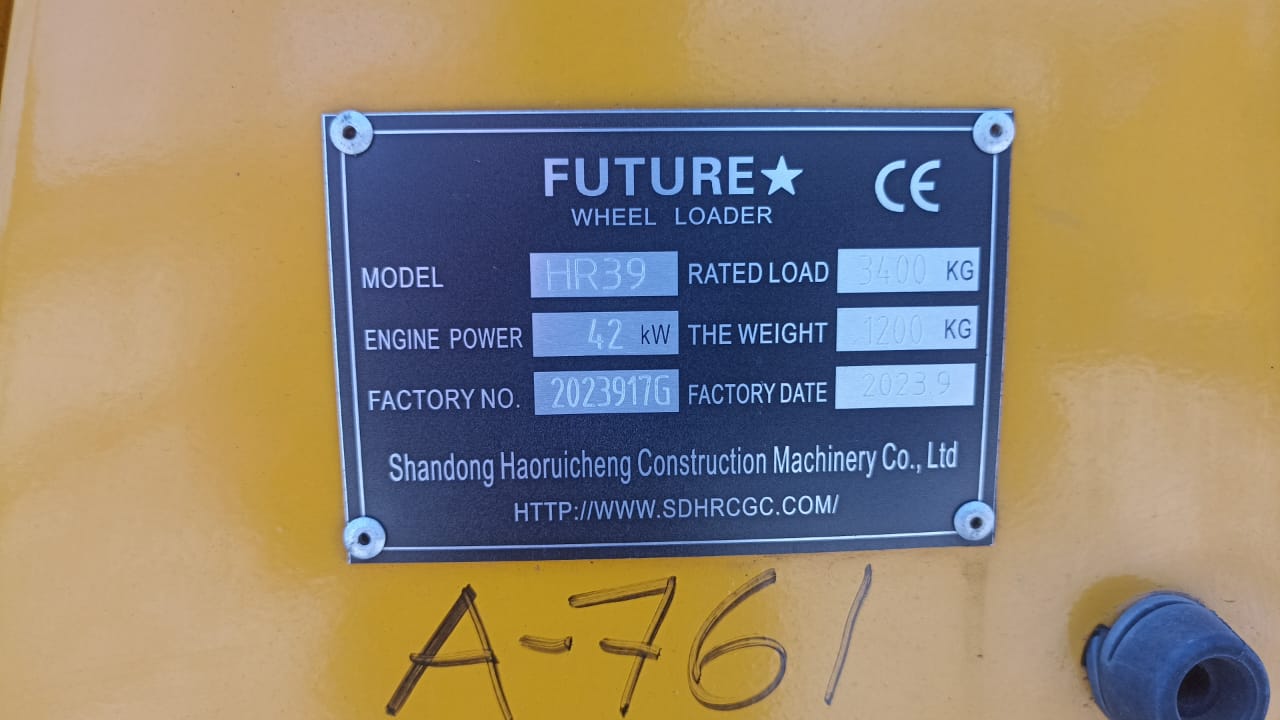 FUTURE★ CE
WHEEL LOADER
MODEL HR39 RATED LOAD 3400 KG
ENGINE POWER 42 kW THE WEIGHT 1200 KG
FACTORY NO. 2023917G FACTORY DATE 2023.9
Shandong Haoruicheng Construction Machinery Co., Ltd
HTTP://WWW.SDHRCGC.COM/
A-761